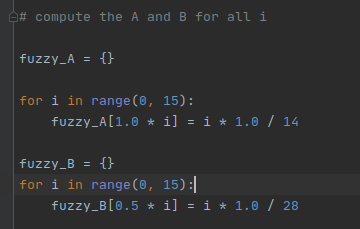 # compute the A and B for all i
fuzzy_A = {}
for i in range(0, 15):
    fuzzy_A[1.0 * i] = i * 1.0 / 14
fuzzy_B = {}
for i in range(0, 15):
    fuzzy_B[0.5 * i] = i * 1.0 / 28